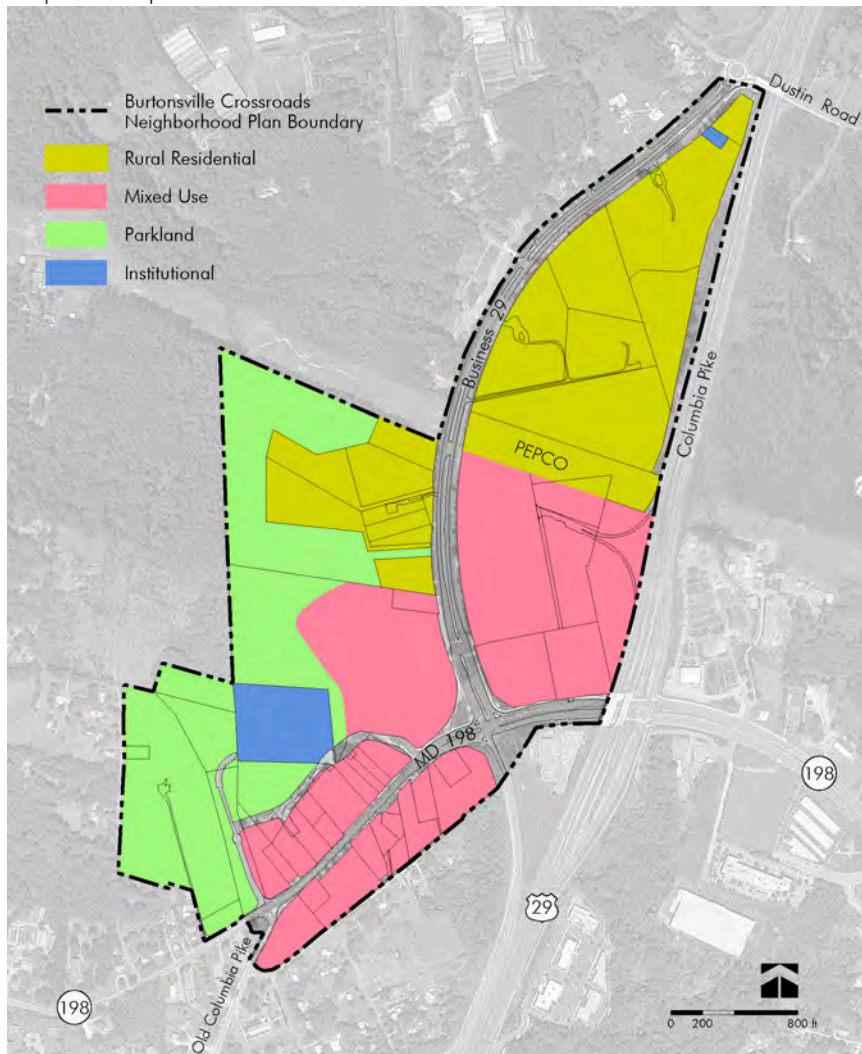 Burtonsville Crossroads
Neighborhood Plan Boundary
Rural Residential
Mixed Use
Parkland
Institutional
Dustin Road
Business 29
Columbia Pike
PEPCO
MD 198
198
29
Old Columbia Pike
198
0 200 800 ft